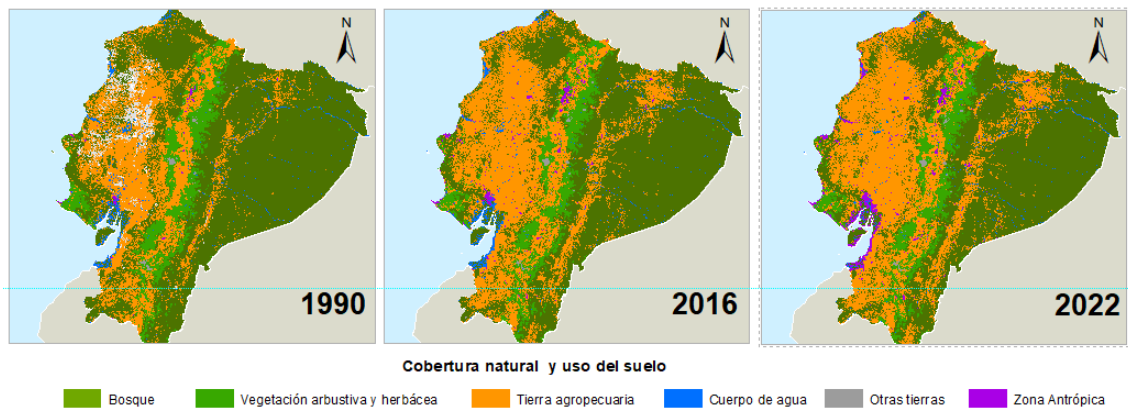 N
N
N
1990
2016
2022
Cobertura natural y uso del suelo
Bosque
Vegetación arbustiva y herbácea
Tierra agropecuaria
Cuerpo de agua
Otras tierras
Zona Antrópica